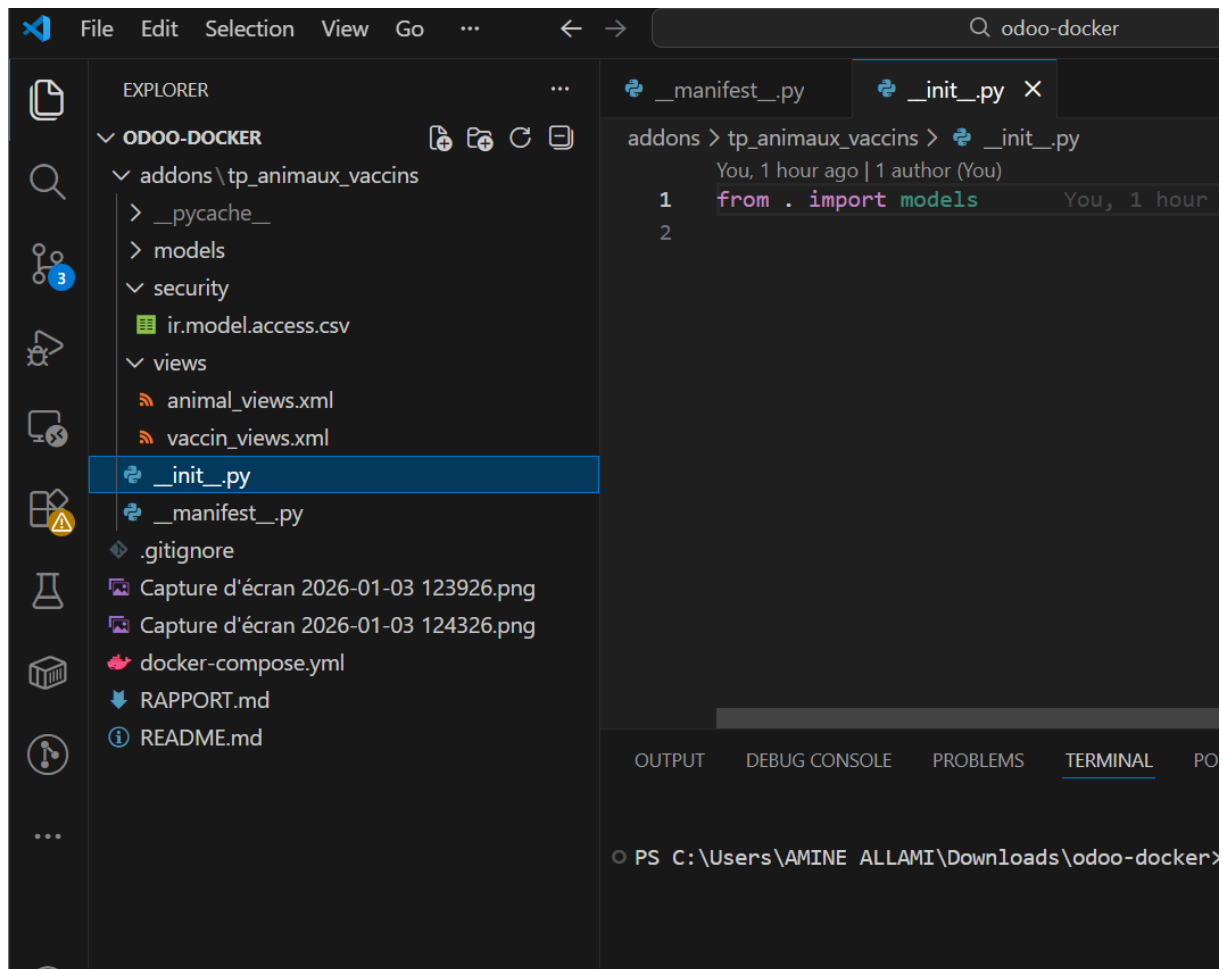 File Edit Selection View Go ··· ← → odoo-docker
EXPLORER ···
ODOO-DOCKER
addons\tp_animaux_vaccins
__pycache__
models
security
ir.model.access.csv
views
animal_views.xml
vaccin_views.xml
__init__.py
__manifest__.py
.gitignore
Capture d'écran 2026-01-03 123926.png
Capture d'écran 2026-01-03 124326.png
docker-compose.yml
RAPPORT.md
README.md
3
__manifest__.py __init__.py
addons > tp_animaux_vaccins > __init__.py
You, 1 hour ago | 1 author (You)
1 from . import models You, 1 hour
2
OUTPUT DEBUG CONSOLE PROBLEMS TERMINAL PO
PS C:\Users\AMINE ALLAMI\Downloads\odoo-docker>